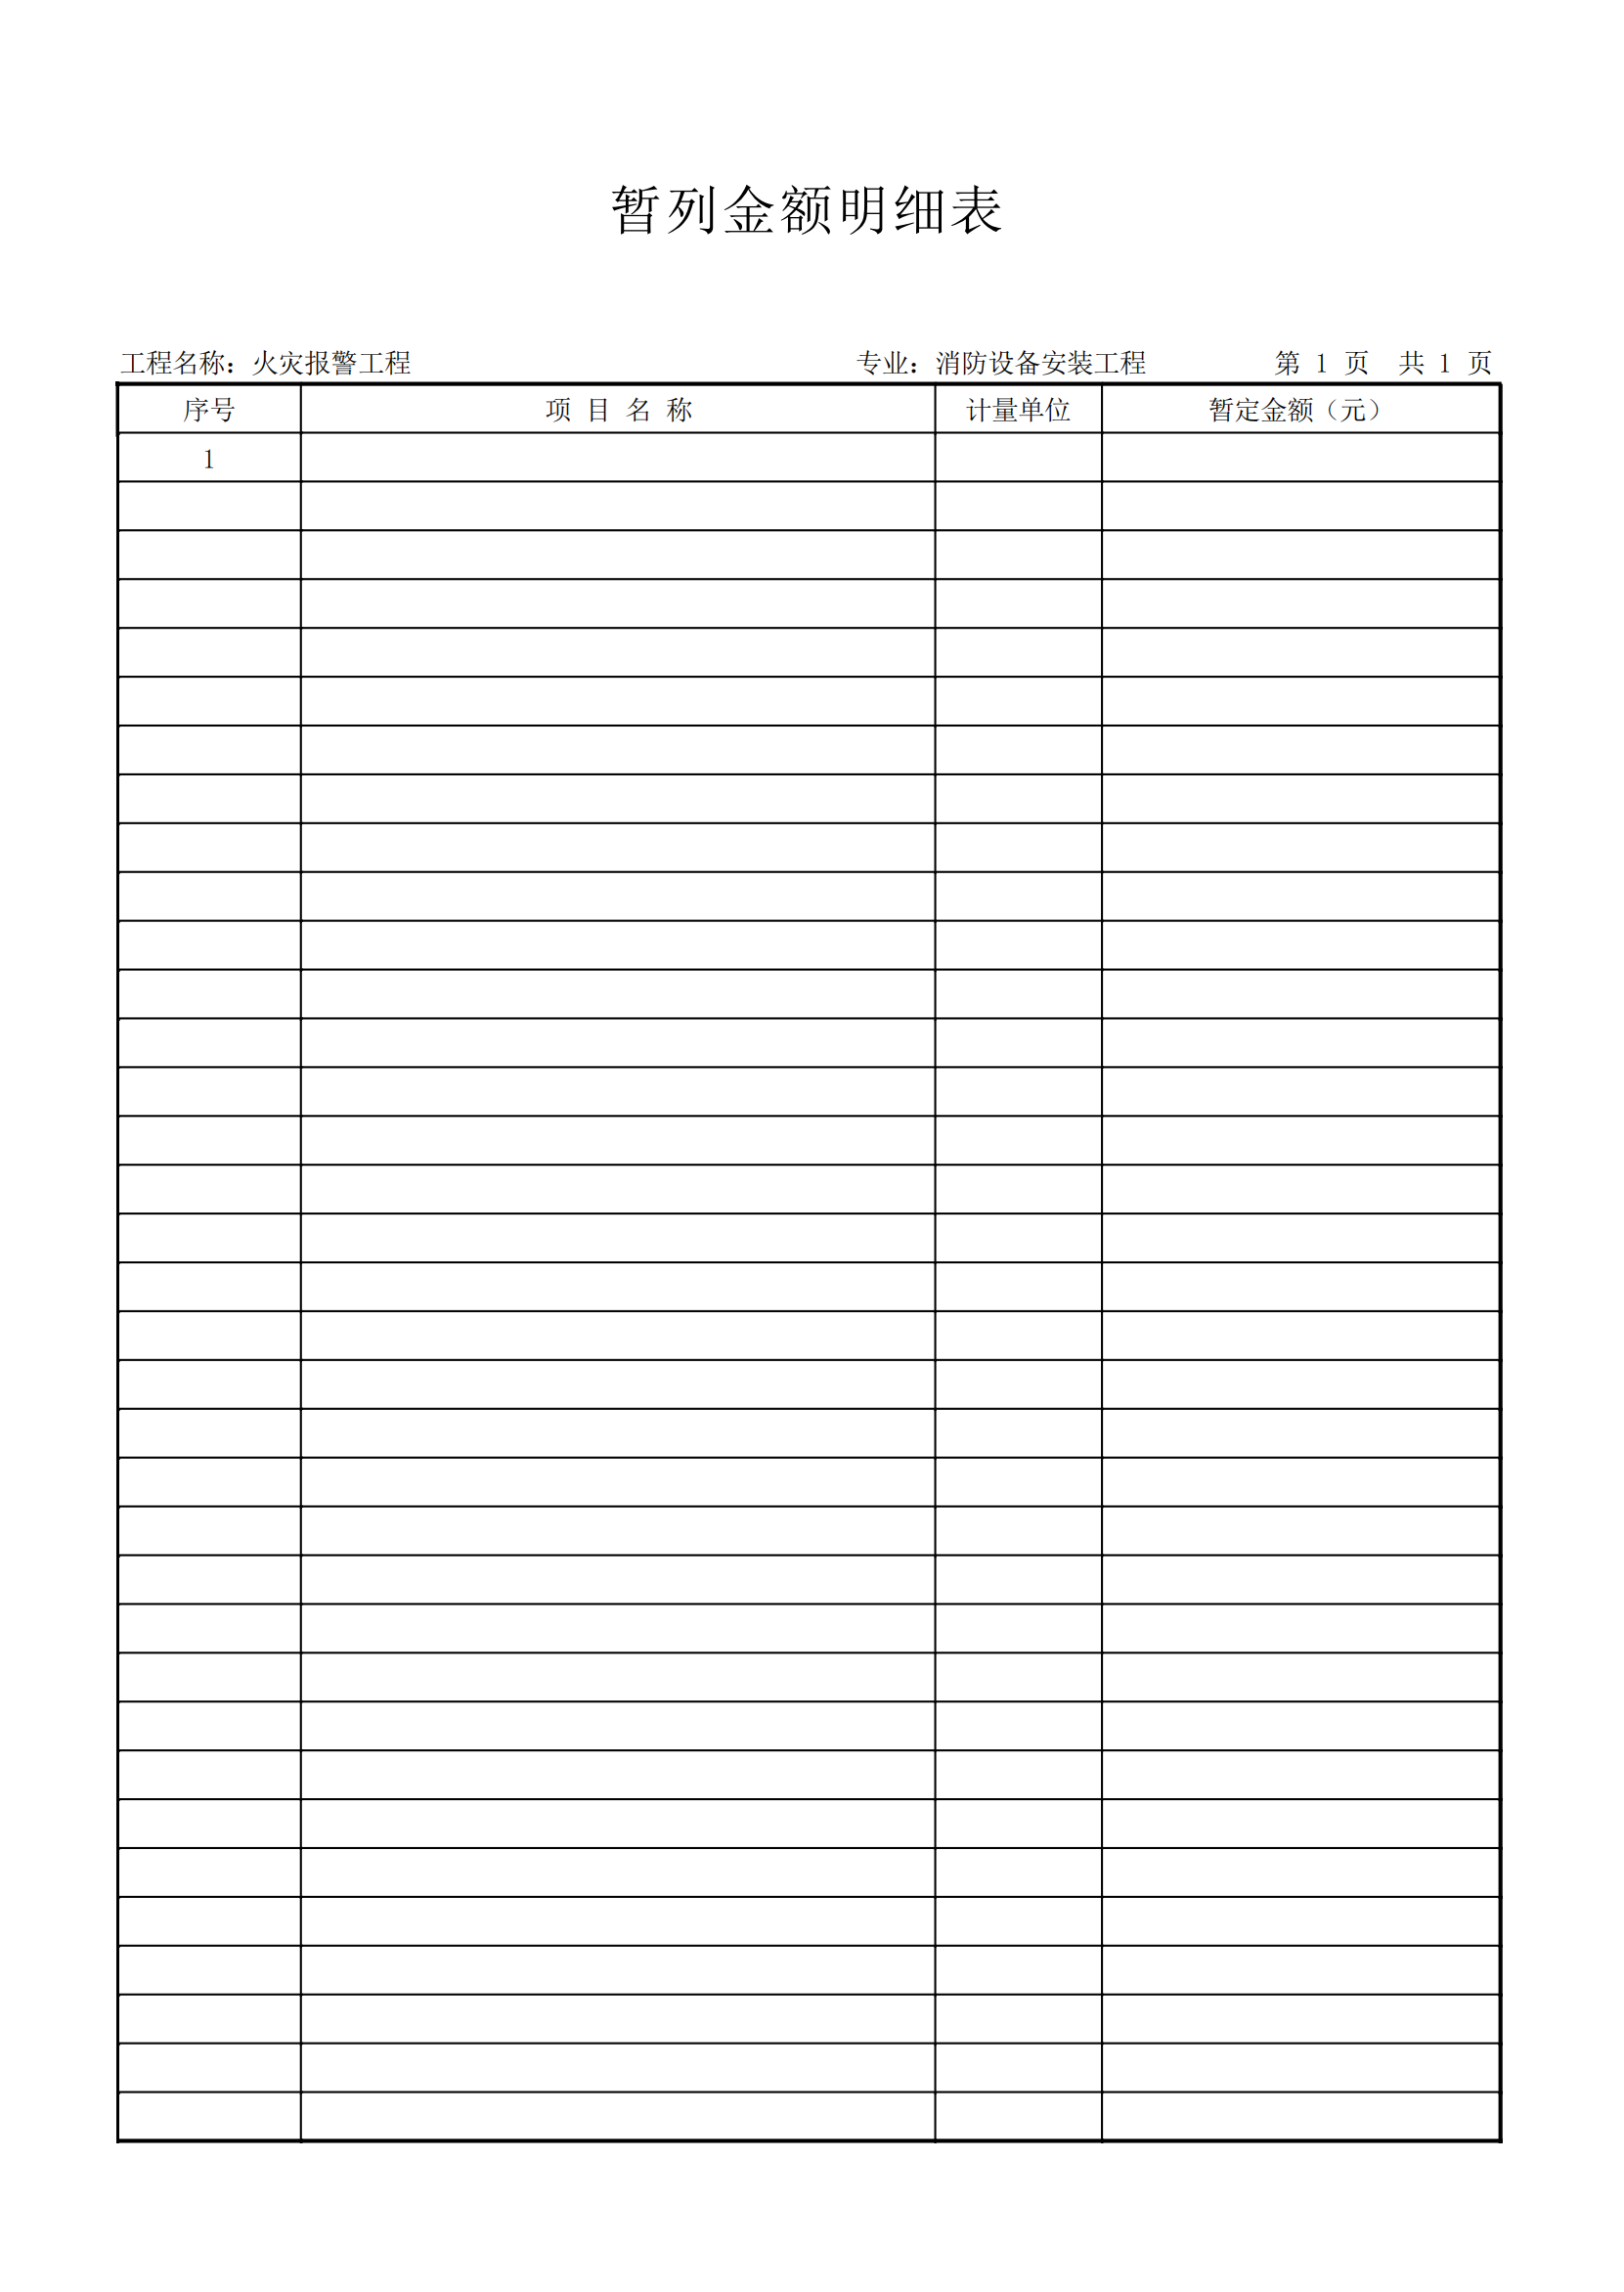 暂列金额明细表
工程名称：火灾报警工程 专业：消防设备安装工程 第 1 页 共 1 页
序号 项 目 名 称 计量单位 暂定金额（元）
1